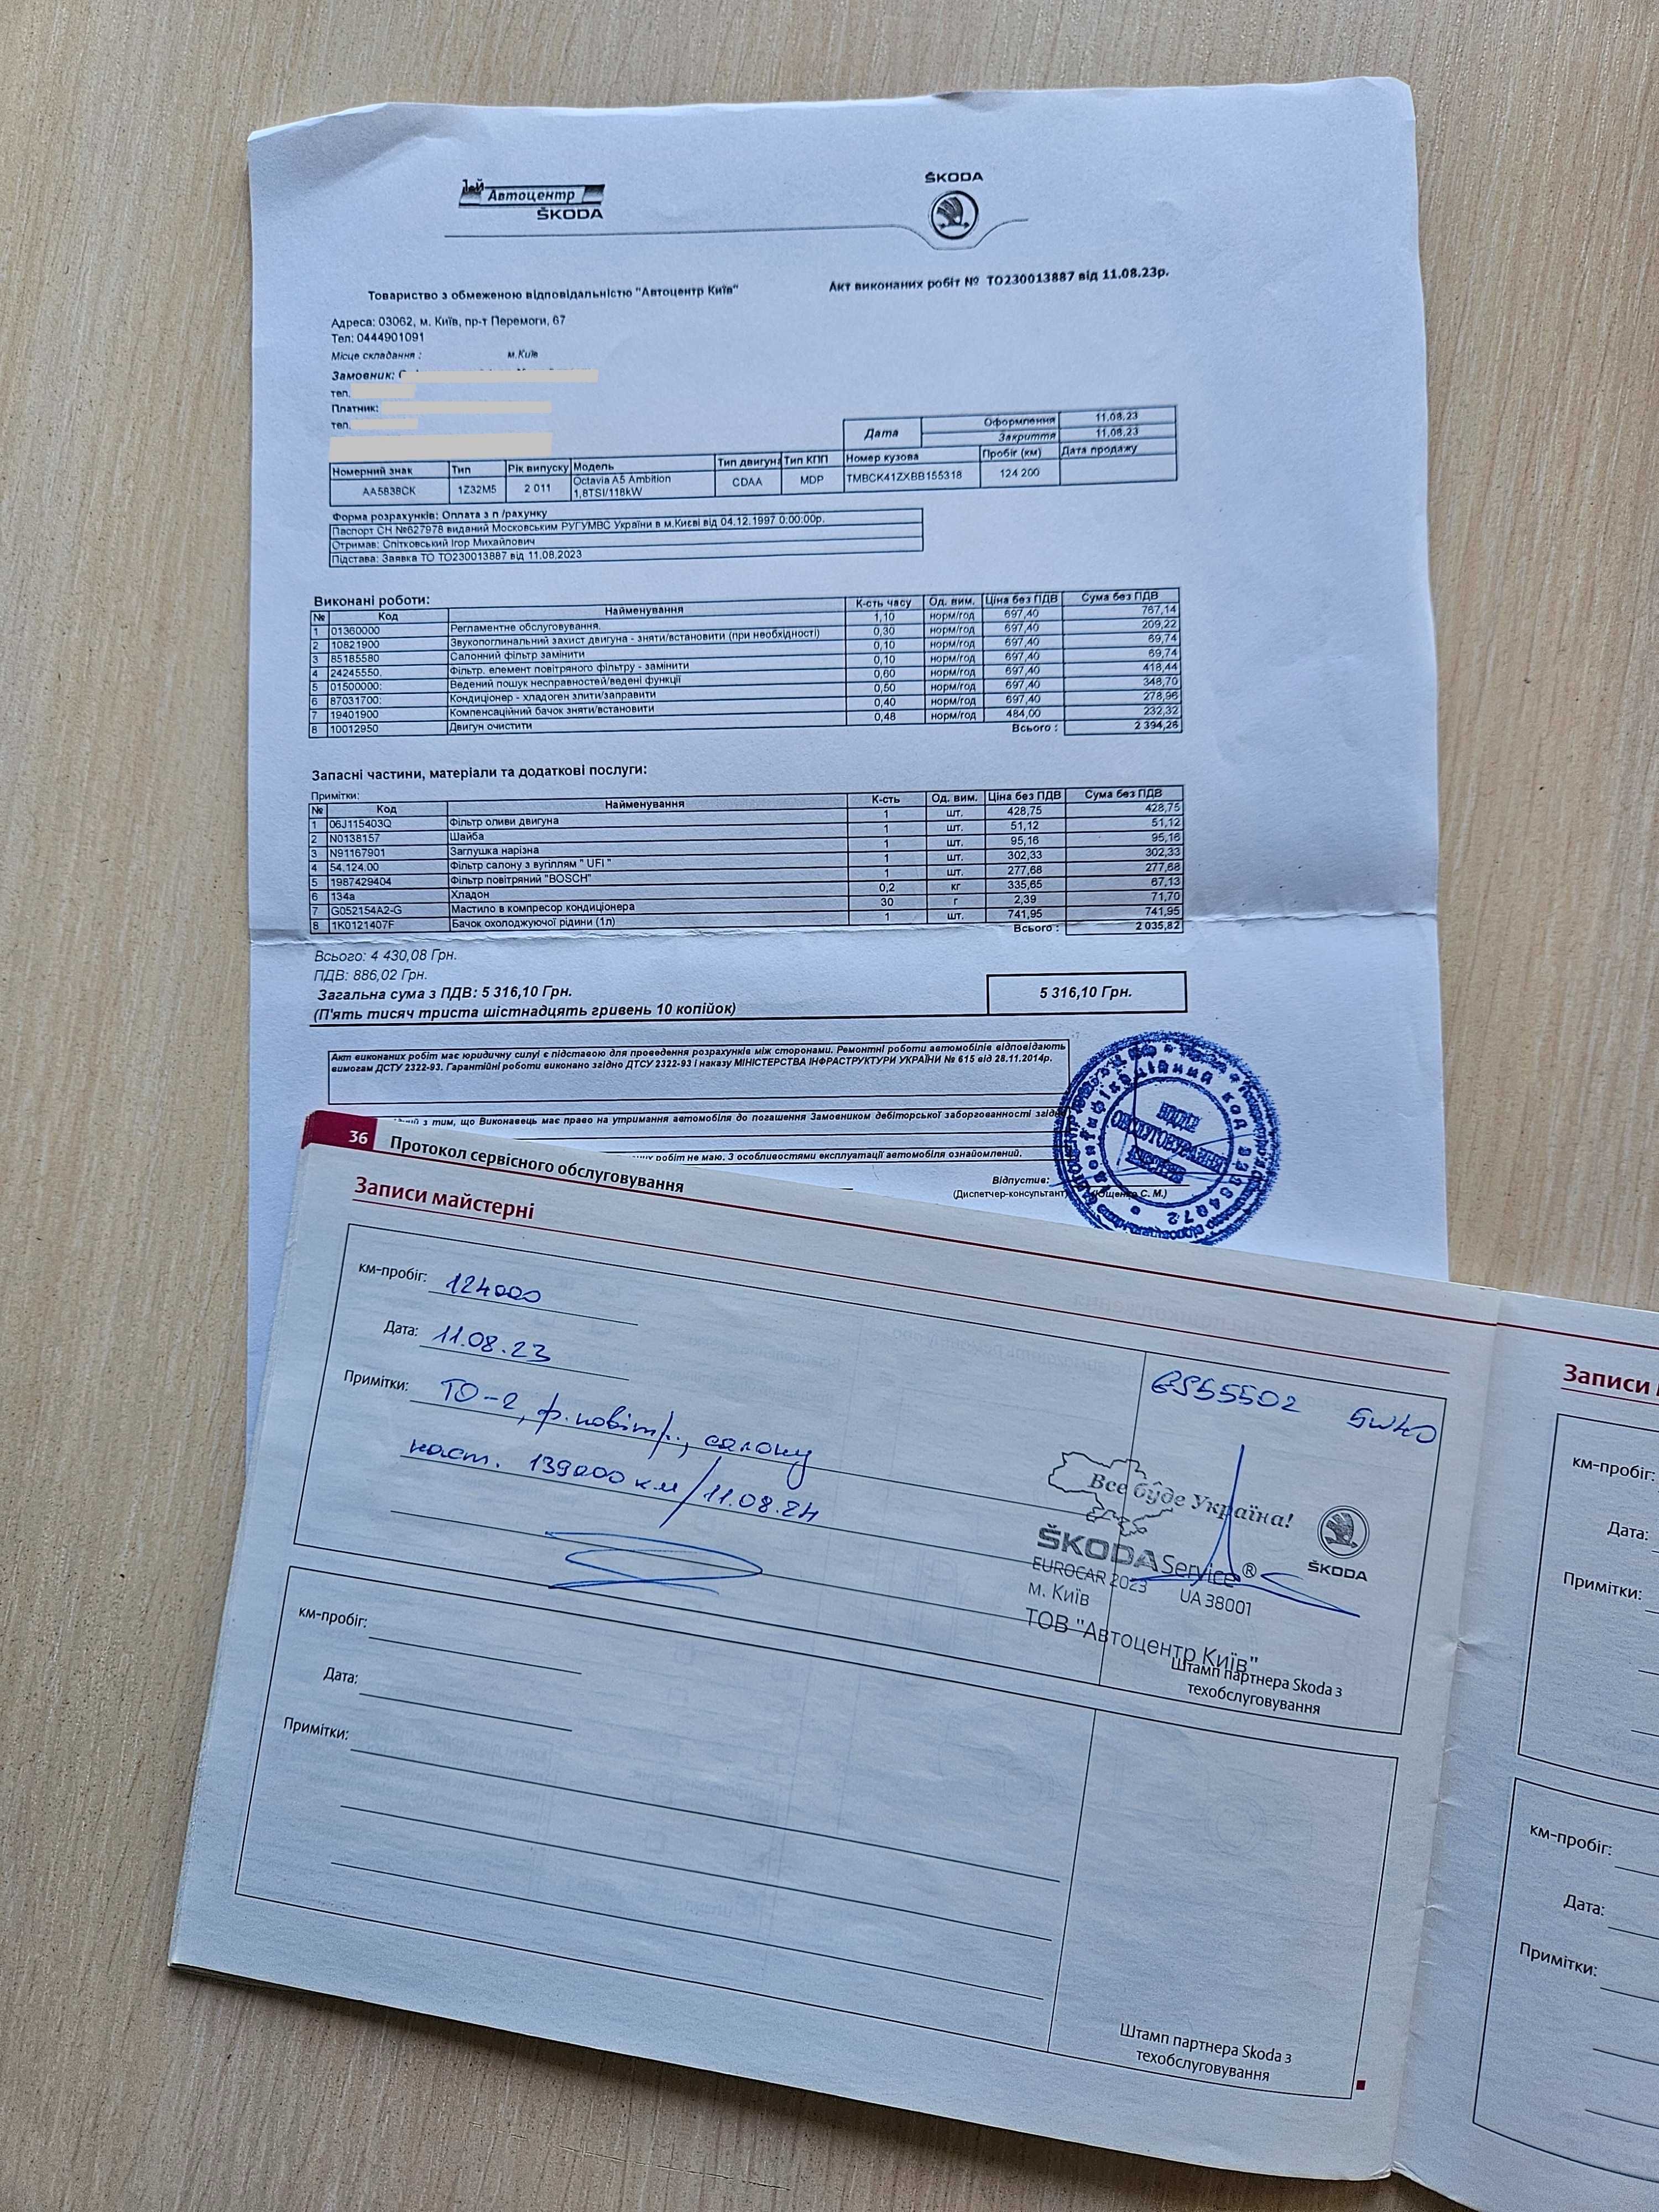 1ай Автоцентр
ŠKODA
ŠKODA
Товариство з обмеженою відповідальністю "Автоцентр Київ"
Акт виконаних робіт № ТО230013887 від 11.08.23р.
Адреса: 03062, м. Київ, пр-т Перемоги, 67
Тел: 0444901091
Місце складання : м.Київ
Замовник:
тел.
Платник:
тел.
Дата Оформлення 11.08.23
Закриття 11.08.23
Номерний знак Тип Рік випуску Модель Тип двигуна Тип КПП Номер кузова Пробіг (км) Дата продажу
АА5838СК 1Z32M5 2 011 Octavia A5 Ambition 1,8TSI/118kW CDAA MDP TMBCK41ZXBB155318 124 200
Форма розрахунків: Оплата з п /рахунку
Паспорт СН №627978 виданий Московським РУГУМВС України в м.Києві від 04.12.1997 0:00:00р.
Отримав: Спітковський Ігор Михайлович
Підстава: Заявка ТО ТО230013887 від 11.08.2023
Виконані роботи:
№ Код Найменування К-сть часу Од. вим. Ціна без ПДВ Сума без ПДВ
1 01360000 Регламентне обслуговування. 1,10 норм/год 697,40 767,14
2 10821900 Звукопоглинальний захист двигуна - зняти/встановити (при необхідності) 0,30 норм/год 697,40 209,22
3 85185580 Салонний фільтр замінити 0,10 норм/год 697,40 69,74
4 24245550. Фільтр. елемент повітряного фільтру - замінити 0,10 норм/год 697,40 69,74
5 01500000: Ведений пошук несправностей/ведені функції 0,60 норм/год 697,40 418,44
6 87031700: Кондиціонер - хладоген злити/заправити 0,50 норм/год 697,40 348,70
7 19401900 Компенсаційний бачок зняти/встановити 0,40 норм/год 697,40 278,96
8 10012950 Двигун очистити 0,48 норм/год 484,00 232,32
Всього : 2 394,26
Запасні частини, матеріали та додаткові послуги:
Примітки:
№ Код Найменування К-сть Од. вим. Ціна без ПДВ Сума без ПДВ
1 06J115403Q Фільтр оливи двигуна 1 шт. 428,75 428,75
2 N0138157 Шайба 1 шт. 51,12 51,12
3 N91167901 Заглушка нарізна 1 шт. 95,16 95,16
4 54.124.00 Фільтр салону з вугіллям " UFI " 1 шт. 302,33 302,33
5 1987429404 Фільтр повітряний "BOSCH" 1 шт. 277,68 277,68
6 134a Хладон 0,2 кг 335,65 67,13
7 G052154A2-G Мастило в компресор кондиціонера 30 г 2,39 71,70
8 1K0121407F Бачок охолоджуючої рідини (1л) 1 шт. 741,95 741,95
Всього : 2 035,82
Всього: 4 430,08 Грн.
ПДВ: 886,02 Грн.
Загальна сума з ПДВ: 5 316,10 Грн.
5 316,10 Грн.
(П'ять тисяч триста шістнадцять гривень 10 копійок)
Акт виконаних робіт має юридичну силуі є підставою для проведення розрахунків між сторонами. Ремонтні роботи автомобілів відповідають
вимогам ДСТУ 2322-93. Гарантійні роботи виконано згідно ДТСУ 2322-93 і наказу МІНІСТЕРСТВА ІНФРАСТРУКТУРИ УКРАЇНИ № 615 від 28.11.2014р.
з тим, що Виконавець має право на утримання автомобіля до погашення Замовником дебіторської заборгованності згідно
робіт не маю. З особливостями експлуатації автомобіля ознайомлений.
Відпустив:
(Диспетчер-консультант) (Ющенко С. М.)
ідентифікаційний код
ВІДДІЛ
ОБСЛУГОВУВАННЯ
КЛІЄНТІВ
36 Протокол сервісного обслуговування
Записи майстерні
км-пробіг: 124000
Дата: 11.08.23
Примітки: ТО-2, ф.повітр., салону
наст. 139000 км/11.08.24
GS55502 5W40
Все буде Україна!
ŠKODA Service®
ŠKODA
EUROCAR 2023
UA 38001
м. Київ
ТОВ "Автоцентр Київ"
Штамп партнера Skoda з
техобслуговування
км-пробіг:
Дата:
Примітки:
Штамп партнера Skoda з
техобслуговування
Записи
км-пробіг:
Дата:
Примітки:
км-пробіг:
Дата:
Примітки: